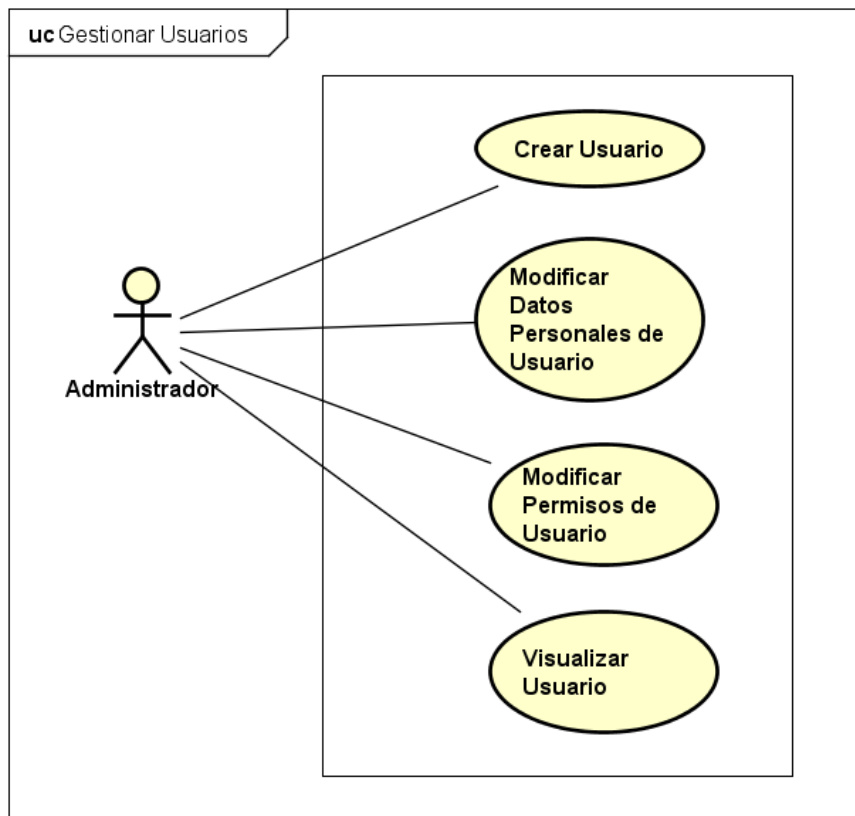 uc Gestionar Usuarios
Crear Usuario
Modificar
Datos
Personales de
Usuario
Administrador
Modificar
Permisos de
Usuario
Visualizar
Usuario